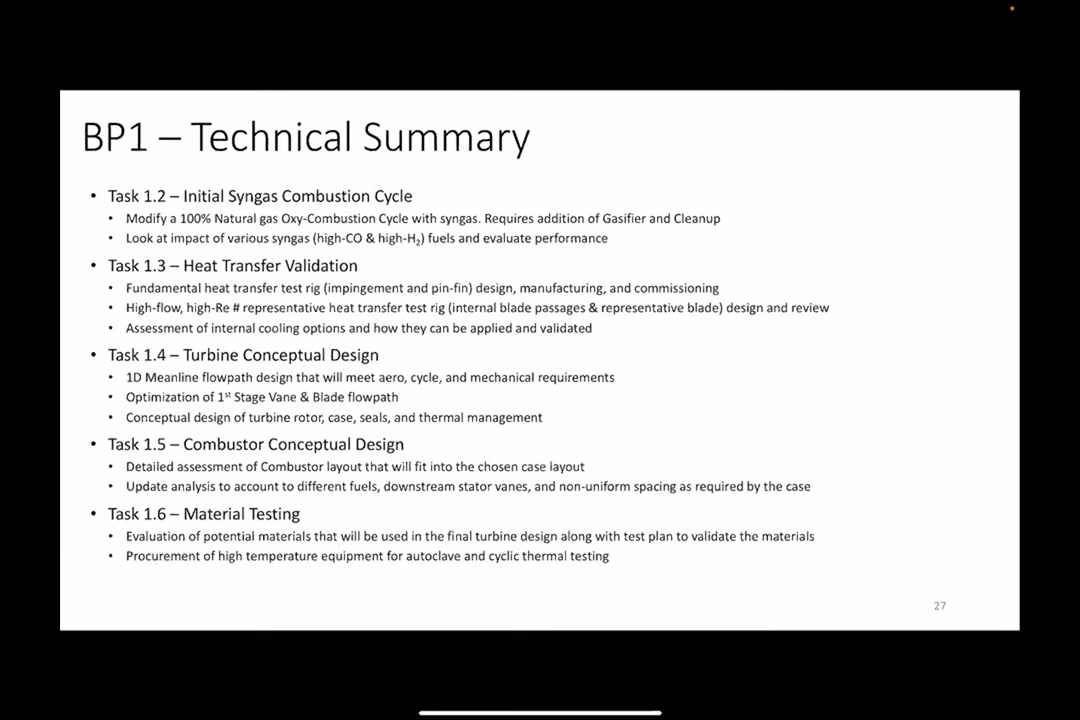 BP1 – Technical Summary
• Task 1.2 – Initial Syngas Combustion Cycle
• Modify a 100% Natural gas Oxy-Combustion Cycle with syngas. Requires addition of Gasifier and Cleanup
• Look at impact of various syngas (high-CO & high-H₂) fuels and evaluate performance
• Task 1.3 – Heat Transfer Validation
• Fundamental heat transfer test rig (impingement and pin-fin) design, manufacturing, and commissioning
• High-flow, high-Re # representative heat transfer test rig (internal blade passages & representative blade) design and review
• Assessment of internal cooling options and how they can be applied and validated
• Task 1.4 – Turbine Conceptual Design
• 1D Meanline flowpath design that will meet aero, cycle, and mechanical requirements
• Optimization of 1st Stage Vane & Blade flowpath
• Conceptual design of turbine rotor, case, seals, and thermal management
• Task 1.5 – Combustor Conceptual Design
• Detailed assessment of Combustor layout that will fit into the chosen case layout
• Update analysis to account to different fuels, downstream stator vanes, and non-uniform spacing as required by the case
• Task 1.6 – Material Testing
• Evaluation of potential materials that will be used in the final turbine design along with test plan to validate the materials
• Procurement of high temperature equipment for autoclave and cyclic thermal testing
27